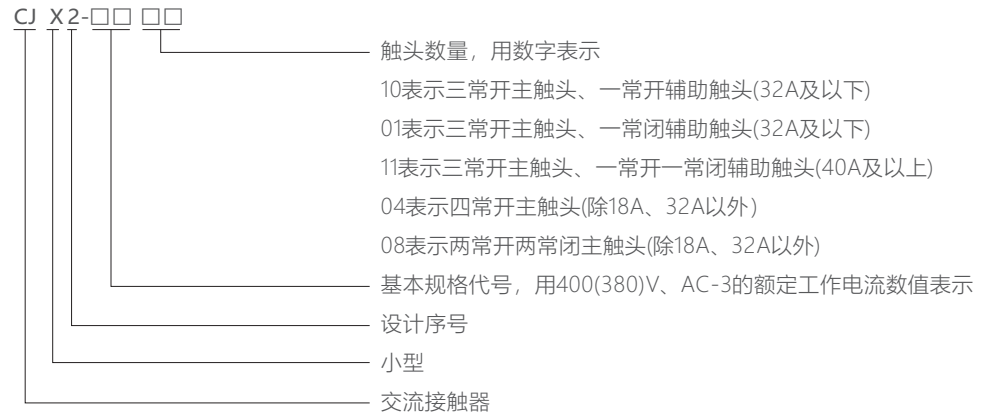 CJ X 2-□□ □□
触头数量，用数字表示
10表示三常开主触头、一常开辅助触头(32A及以下)
01表示三常开主触头、一常闭辅助触头(32A及以下)
11表示三常开主触头、一常开一常闭辅助触头(40A及以上)
04表示四常开主触头(除18A、32A以外）
08表示两常开两常闭主触头(除18A、32A以外)
基本规格代号，用400(380)V、AC-3的额定工作电流数值表示
设计序号
小型
交流接触器